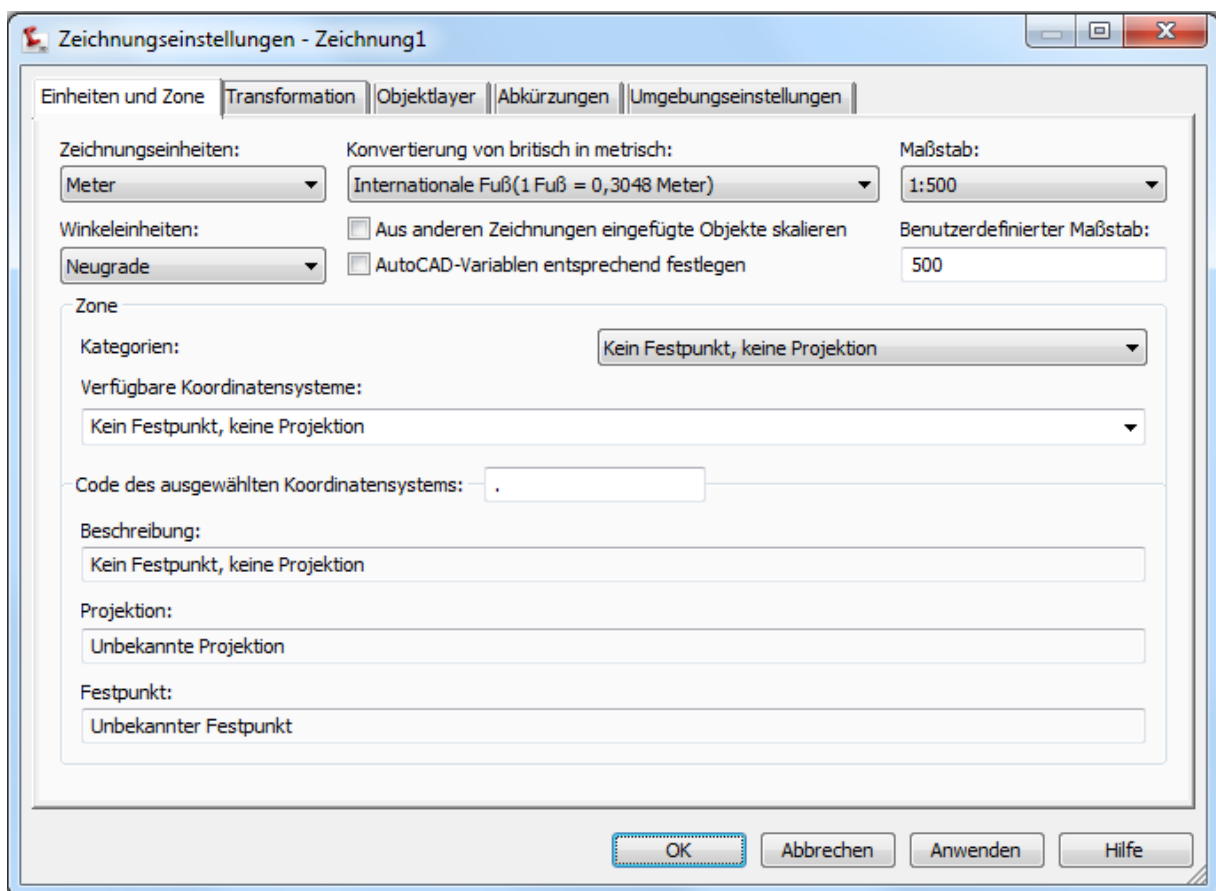 Zeichnungseinstellungen - Zeichnung1
Einheiten und Zone Transformation Objektlayer Abkürzungen Umgebungseinstellungen
Zeichnungseinheiten: Konvertierung von britisch in metrisch: Maßstab:
Meter Internationale Fuß(1 Fuß = 0,3048 Meter) 1:500
Winkeleinheiten: Aus anderen Zeichnungen eingefügte Objekte skalieren Benutzerdefinierter Maßstab:
Neugrade AutoCAD-Variablen entsprechend festlegen 500
Zone
Kategorien: Kein Festpunkt, keine Projektion
Verfügbare Koordinatensysteme:
Kein Festpunkt, keine Projektion
Code des ausgewählten Koordinatensystems: .
Beschreibung:
Kein Festpunkt, keine Projektion
Projektion:
Unbekannte Projektion
Festpunkt:
Unbekannter Festpunkt
OK Abbrechen Anwenden Hilfe